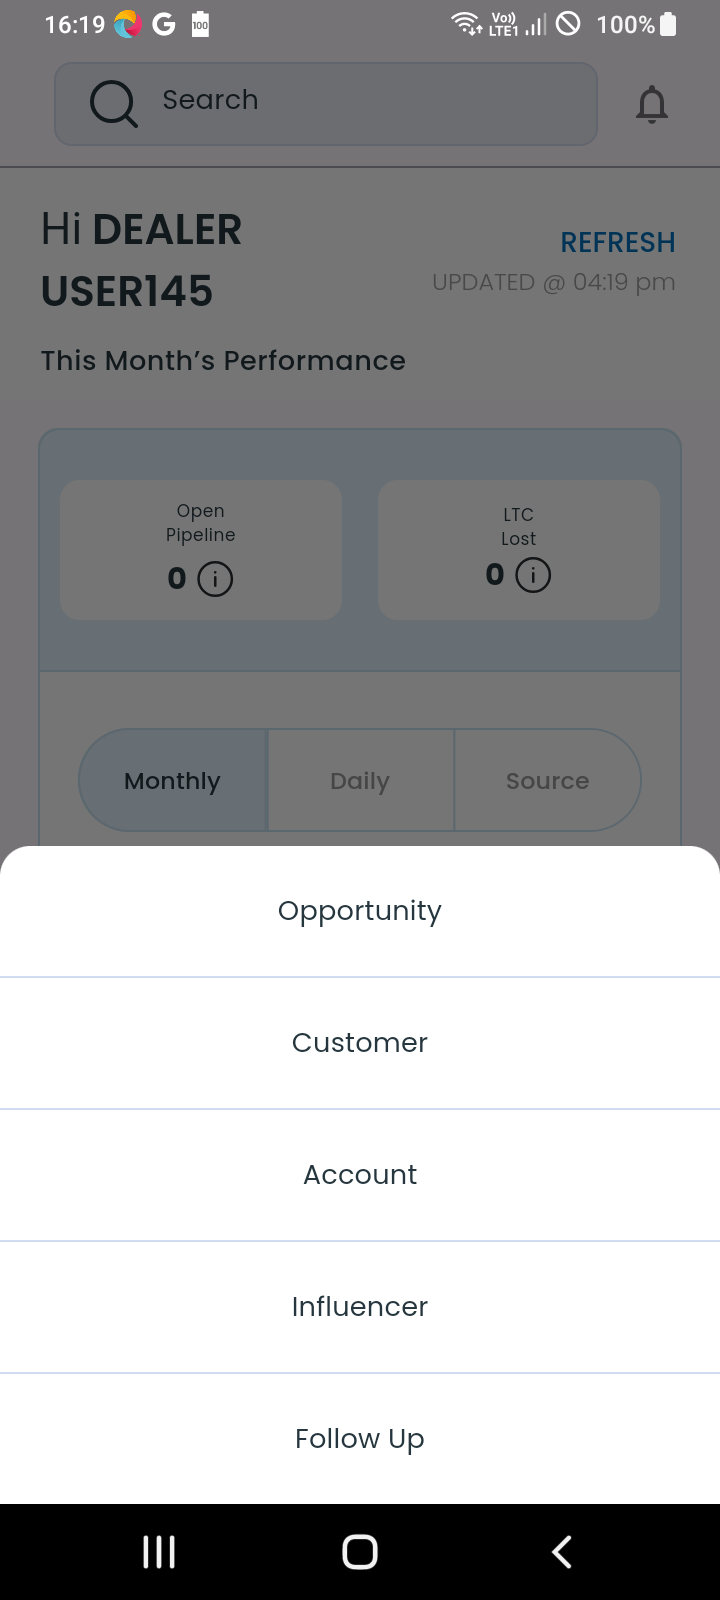 16:19 G 100 Vo)) LTE1 100%
Search
Hi DEALER
USER145
REFRESH
UPDATED @ 04:19 pm
This Month’s Performance
Open
Pipeline
0 i
LTC
Lost
0 i
Monthly Daily Source
Opportunity
Customer
Account
Influencer
Follow Up